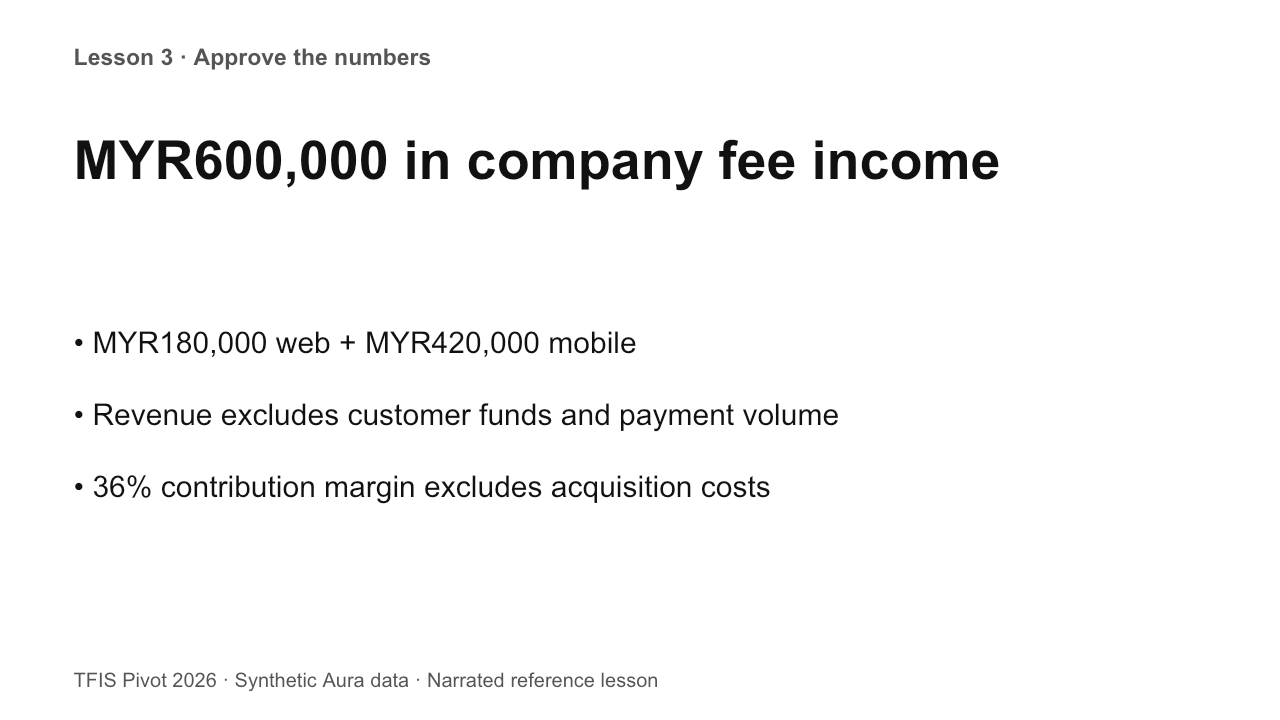 Lesson 3 · Approve the numbers
MYR600,000 in company fee income
• MYR180,000 web + MYR420,000 mobile
• Revenue excludes customer funds and payment volume
• 36% contribution margin excludes acquisition costs
TFIS Pivot 2026 · Synthetic Aura data · Narrated reference lesson